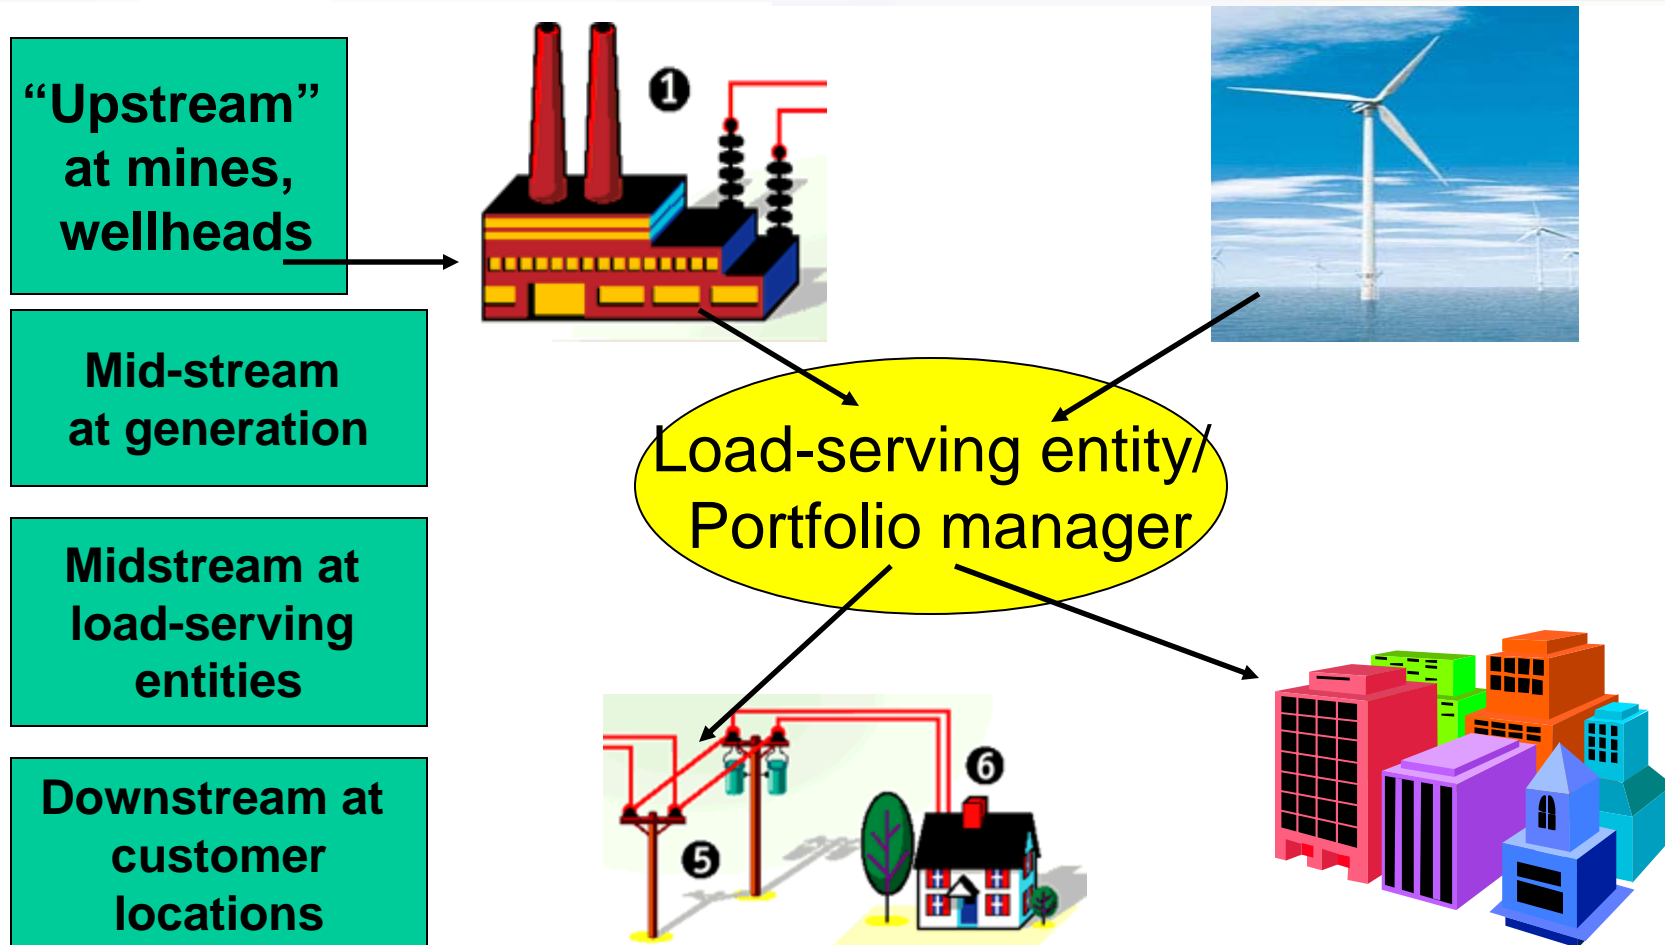 “Upstream”
at mines,
wellheads
1
Mid-stream
at generation
Load-serving entity/
Portfolio manager
Midstream at
load-serving
entities
Downstream at
customer
locations
5
6